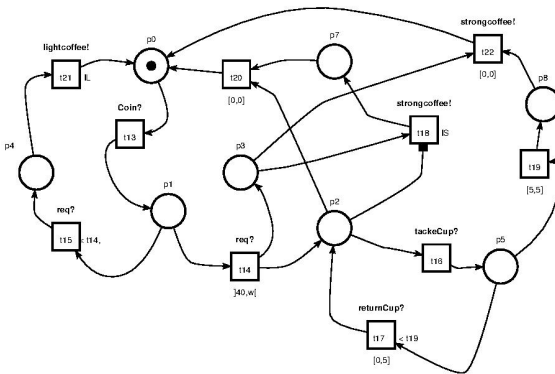 strongcoffee!
lightcoffee!
p0
p7
t22
t21
IL
t20
[0,0]
[0,0]
p8
Coin?
strongcoffee!
t13
t18
IS
p4
p3
t19
[5,5]
p1
p2
req?
t15
< t14,
req?
t14
]40,w[
tackeCup?
t16
p5
returnCup?
t17
< t19
[0,5]